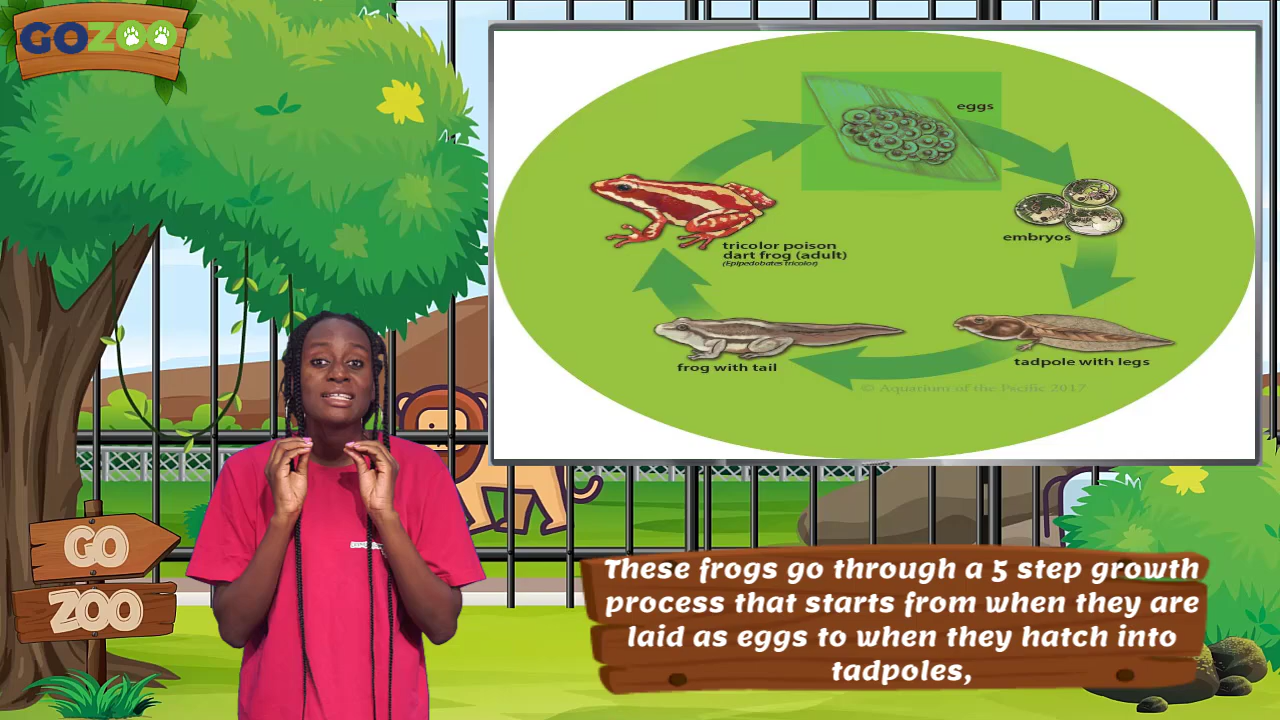 GOZOO
eggs
embryos
tricolor poison
dart frog (adult)
(Epipedobates tricolor)
frog with tail
tadpole with legs
© Aquarium of the Pacific 2017
GO
ZOO
These frogs go through a 5 step growth
process that starts from when they are
laid as eggs to when they hatch into
tadpoles,